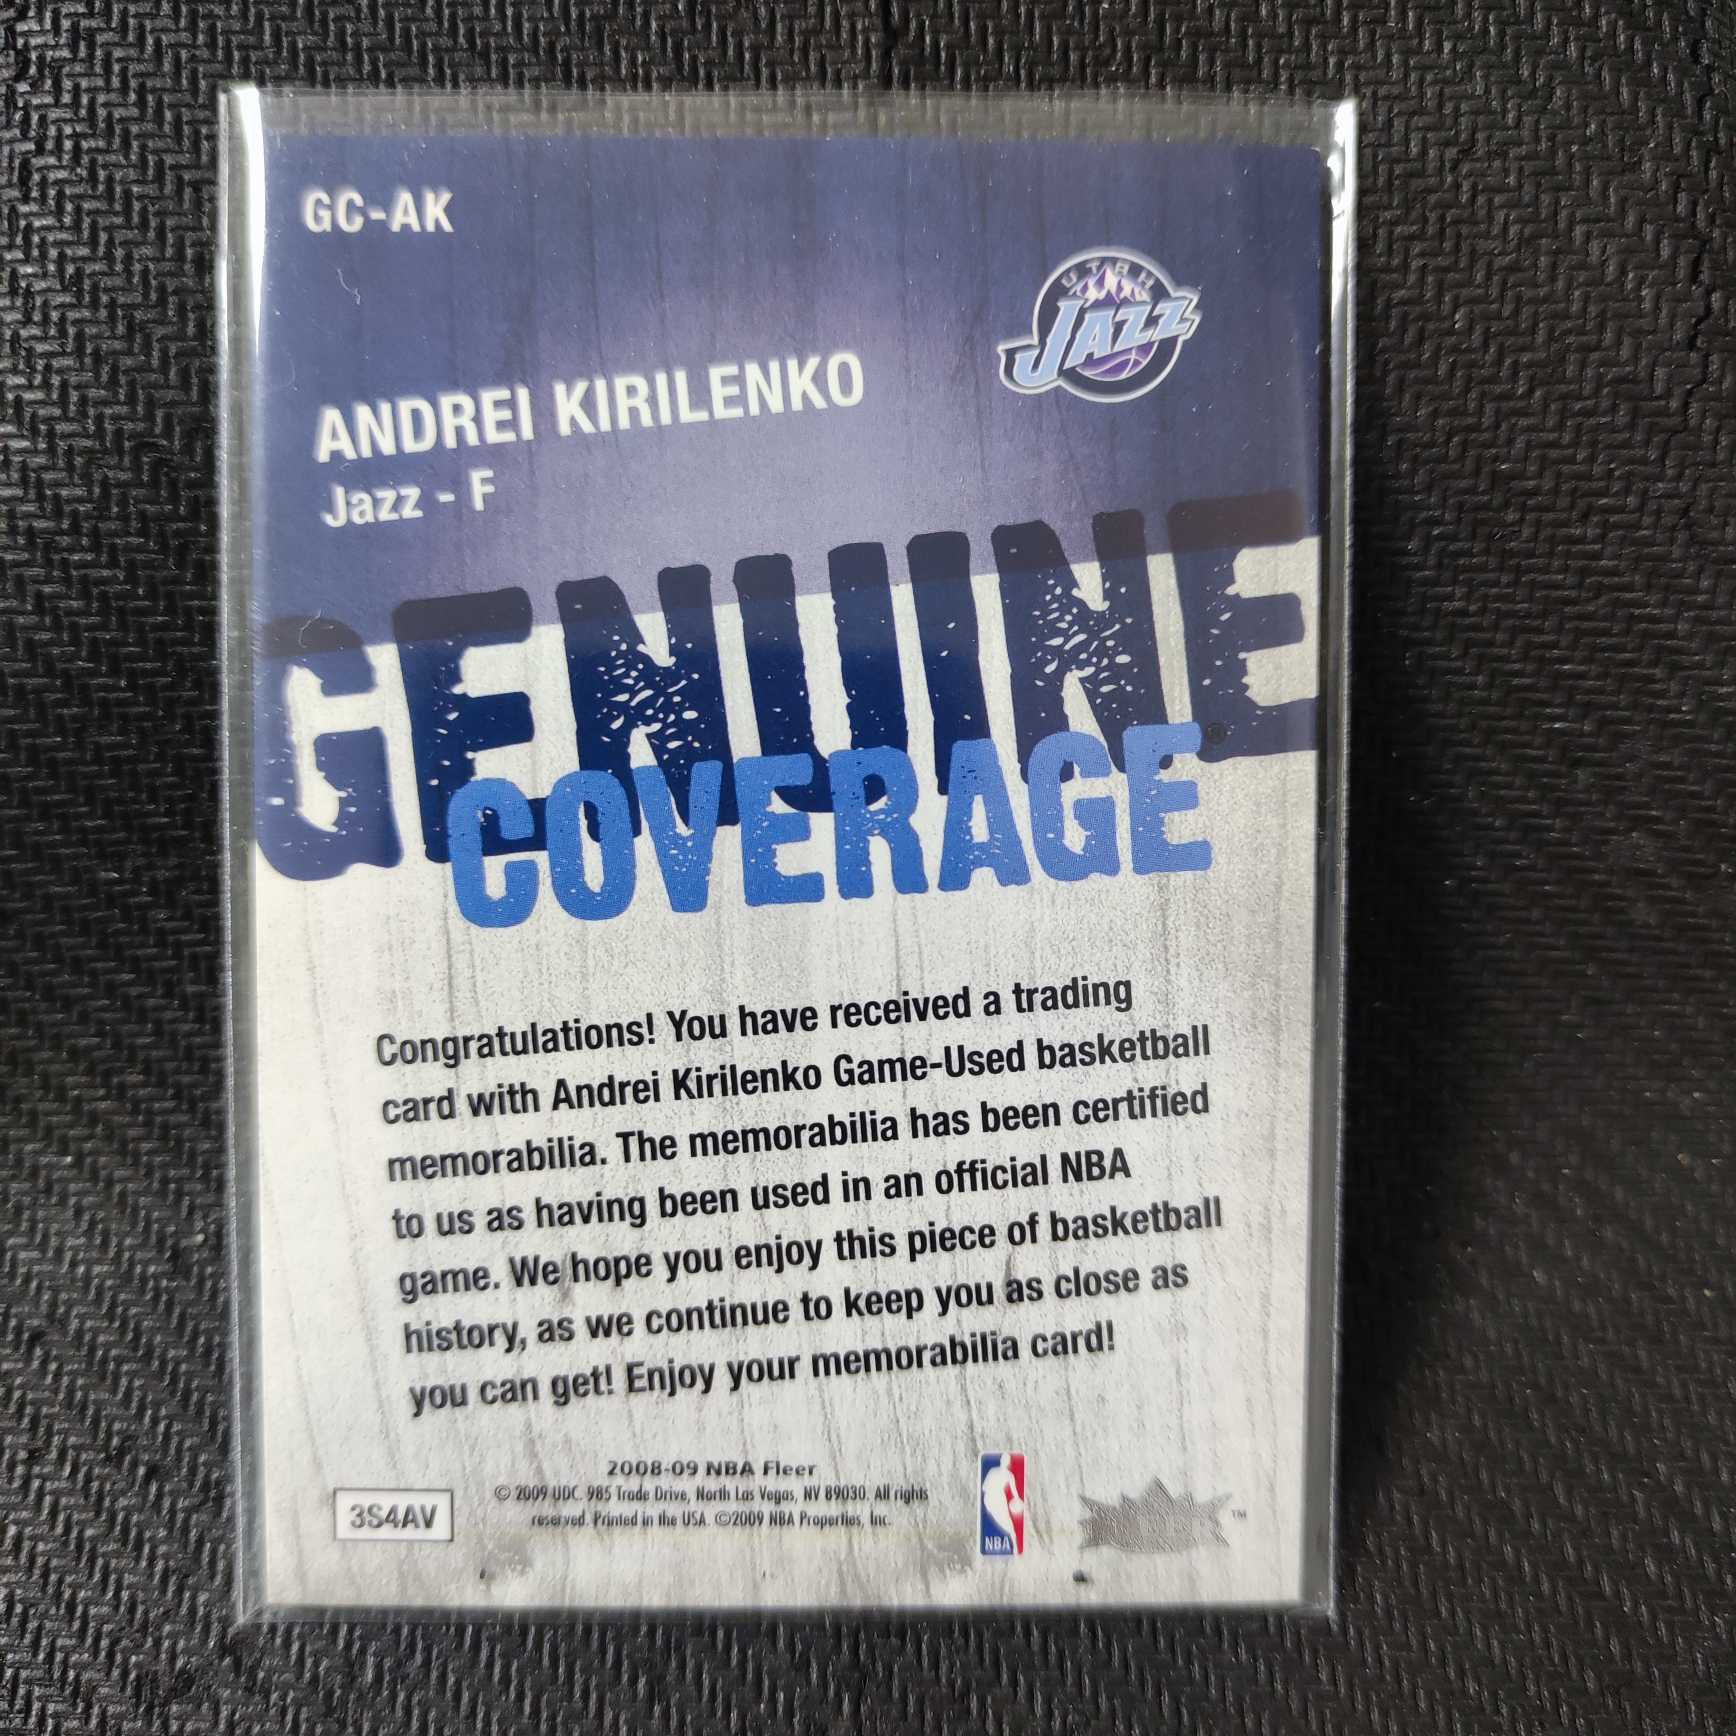 GC-AK
UTAH
JAZZ
ANDREI KIRILENKO
Jazz - F
GENUINE
COVERAGE
Congratulations! You have received a trading
card with Andrei Kirilenko Game-Used basketball
memorabilia. The memorabilia has been certified
to us as having been used in an official NBA
game. We hope you enjoy this piece of basketball
history, as we continue to keep you as close as
you can get! Enjoy your memorabilia card!
2008-09 NBA Fleer
© 2009 UDC. 985 Trade Drive, North Las Vegas, NV 89030. All rights
reserved. Printed in the USA. ©2009 NBA Properties, Inc.
3S4AV
NBA
TM